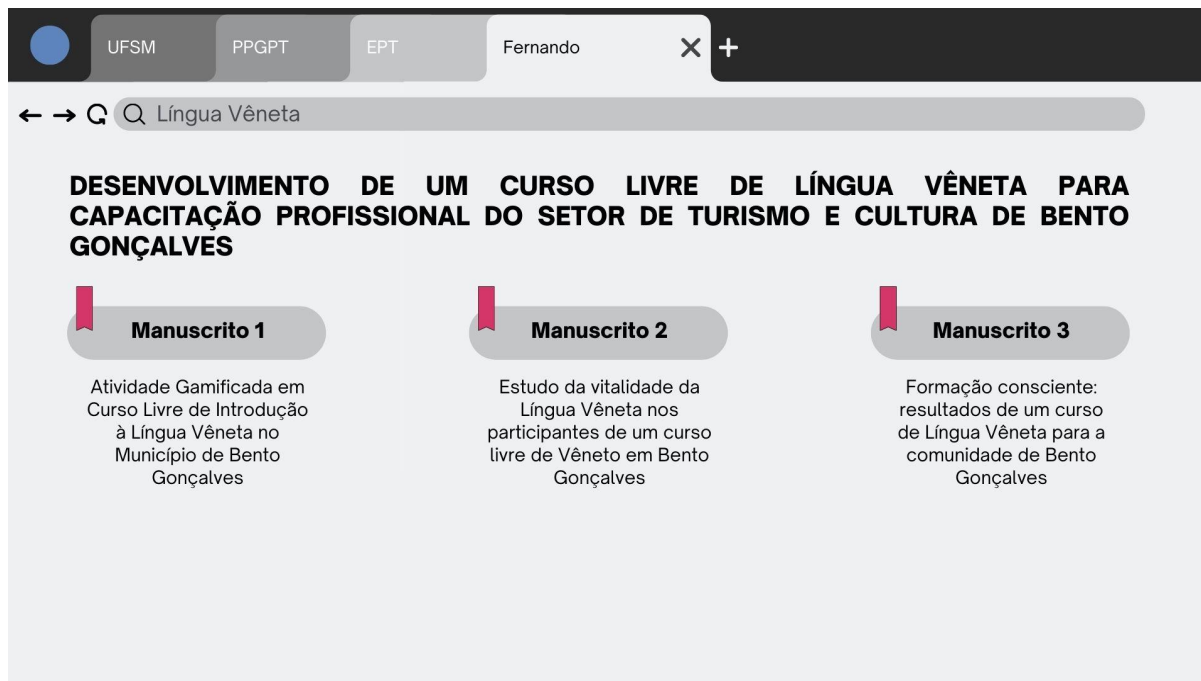 UFSM
PPGPT
EPT
Fernando
Língua Vêneta
DESENVOLVIMENTO DE UM CURSO LIVRE DE LÍNGUA VÊNETA PARA
CAPACITAÇÃO PROFISSIONAL DO SETOR DE TURISMO E CULTURA DE BENTO
GONÇALVES
Manuscrito 1
Atividade Gamificada em
Curso Livre de Introdução
à Língua Vêneta no
Município de Bento
Gonçalves
Manuscrito 2
Estudo da vitalidade da
Língua Vêneta nos
participantes de um curso
livre de Vêneto em Bento
Gonçalves
Manuscrito 3
Formação consciente:
resultados de um curso
de Língua Vêneta para a
comunidade de Bento
Gonçalves